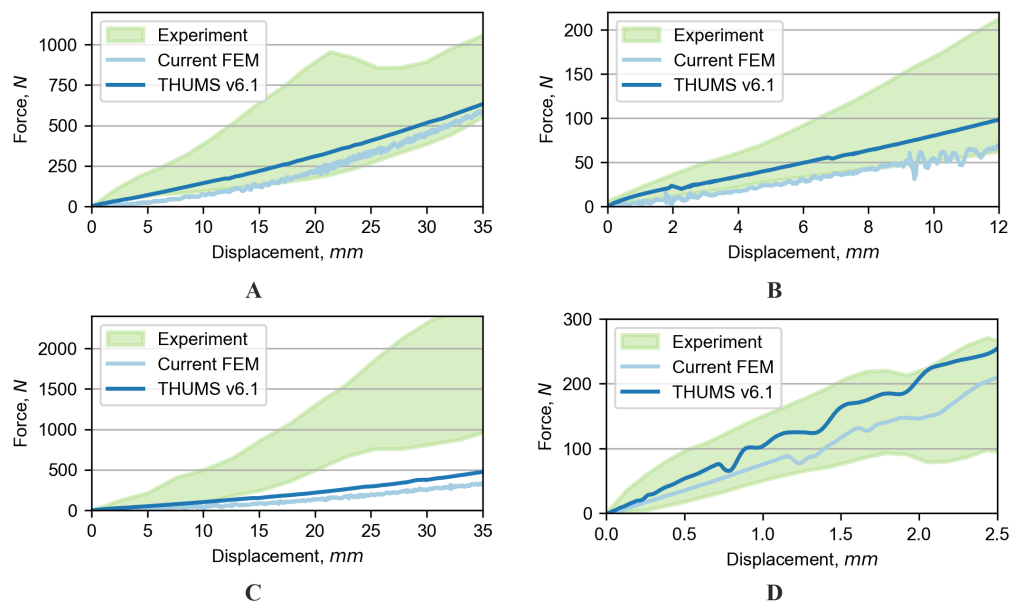 Experiment
Current FEM
THUMS v6.1
1000
750
500
250
0
Force, N
0 5 10 15 20 25 30 35
Displacement, mm
A
Experiment
Current FEM
THUMS v6.1
200
150
100
50
0
Force, N
0 2 4 6 8 10 12
Displacement, mm
B
Experiment
Current FEM
THUMS v6.1
2000
1500
1000
500
0
Force, N
0 5 10 15 20 25 30 35
Displacement, mm
C
Experiment
Current FEM
THUMS v6.1
300
200
100
0
Force, N
0.0 0.5 1.0 1.5 2.0 2.5
Displacement, mm
D